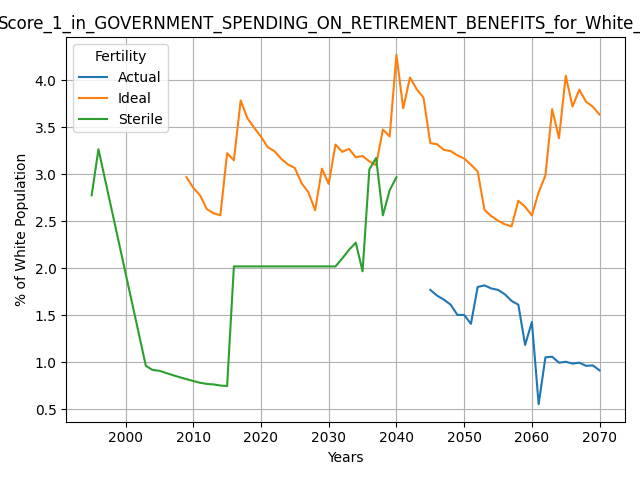 Score_1_in_GOVERNMENT_SPENDING_ON_RETIREMENT_BENEFITS_for_White_
Fertility
Actual
Ideal
Sterile
% of White Population
4.0
3.5
3.0
2.5
2.0
1.5
1.0
0.5
2000 2010 2020 2030 2040 2050 2060 2070
Years